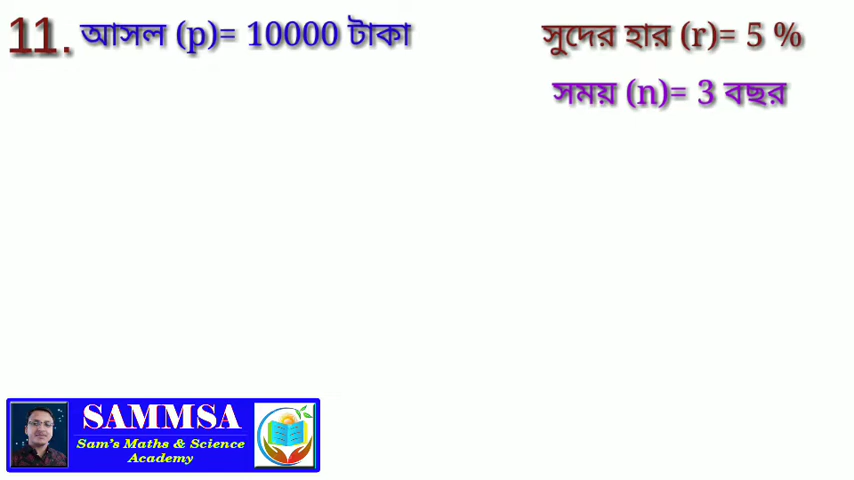 11. আসল (p)= 10000 টাকা
সুদের হার (r)= 5 %
সময় (n)= 3 বছর
SAMMSA
Sam's Maths & Science
Academy